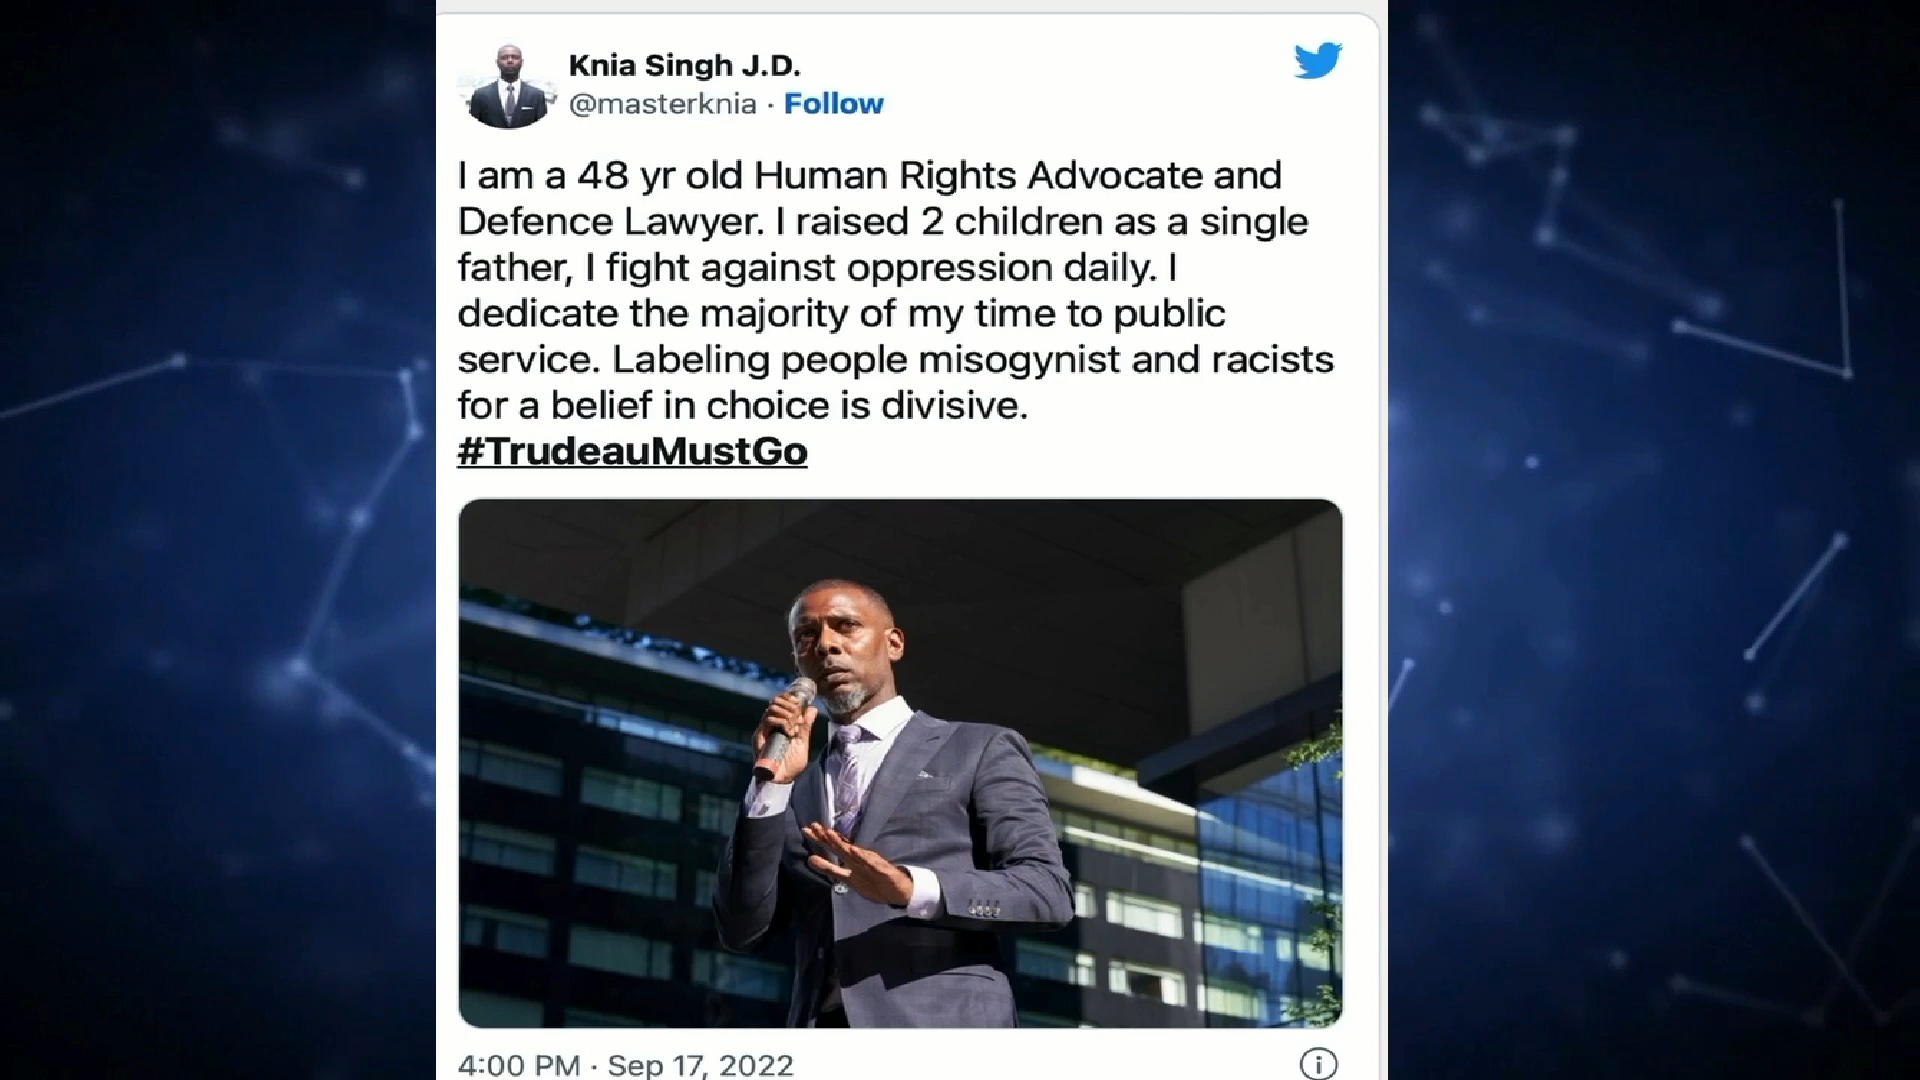 Knia Singh J.D.
@masterknia · Follow
I am a 48 yr old Human Rights Advocate and
Defence Lawyer. I raised 2 children as a single
father, I fight against oppression daily. I
dedicate the majority of my time to public
service. Labeling people misogynist and racists
for a belief in choice is divisive.
#TrudeauMustGo
4:00 PM · Sep 17, 2022